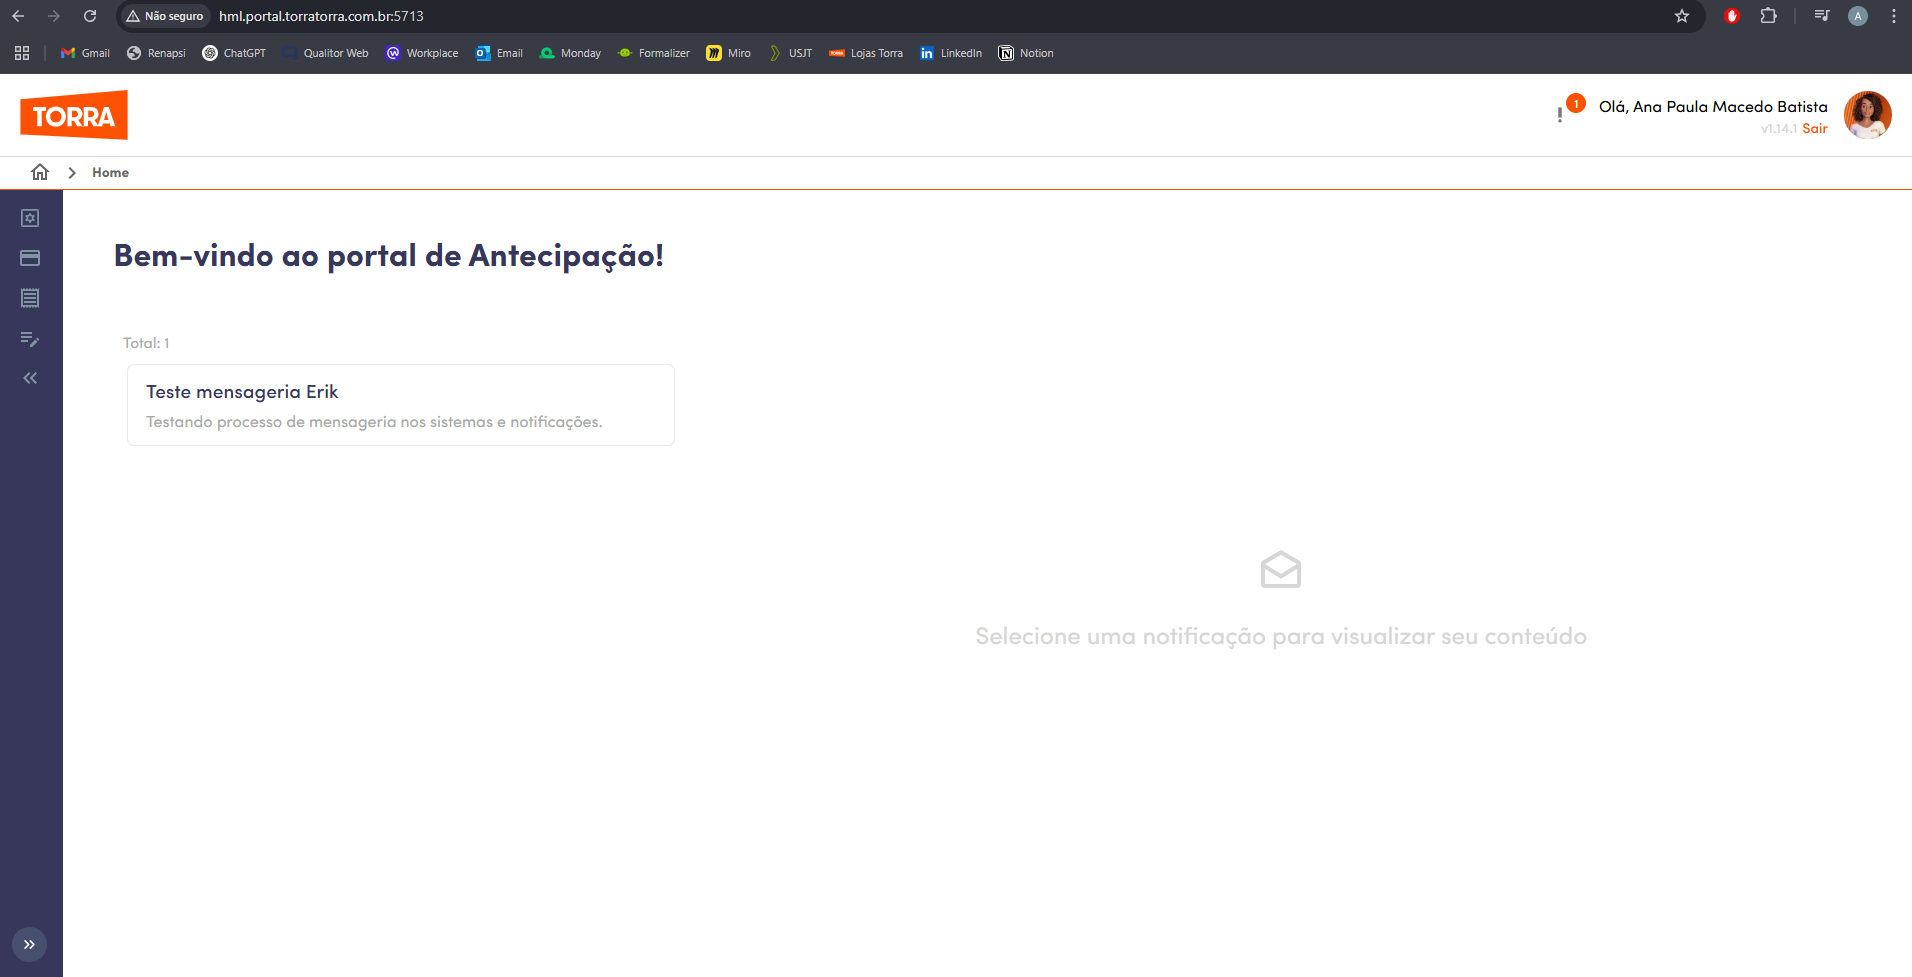 Não seguro hml.portal.torratorra.com.br:5713 A
Gmail Renapsi ChatGPT Qualitor Web Workplace Email Monday Formalizer Miro USJT Lojas Torra LinkedIn Notion
TORRA
1
Olá, Ana Paula Macedo Batista
v1.14.1 Sair
Home
Bem-vindo ao portal de Antecipação!
Total: 1
Teste mensageria Erik
Testando processo de mensageria nos sistemas e notificações.
Selecione uma notificação para visualizar seu conteúdo